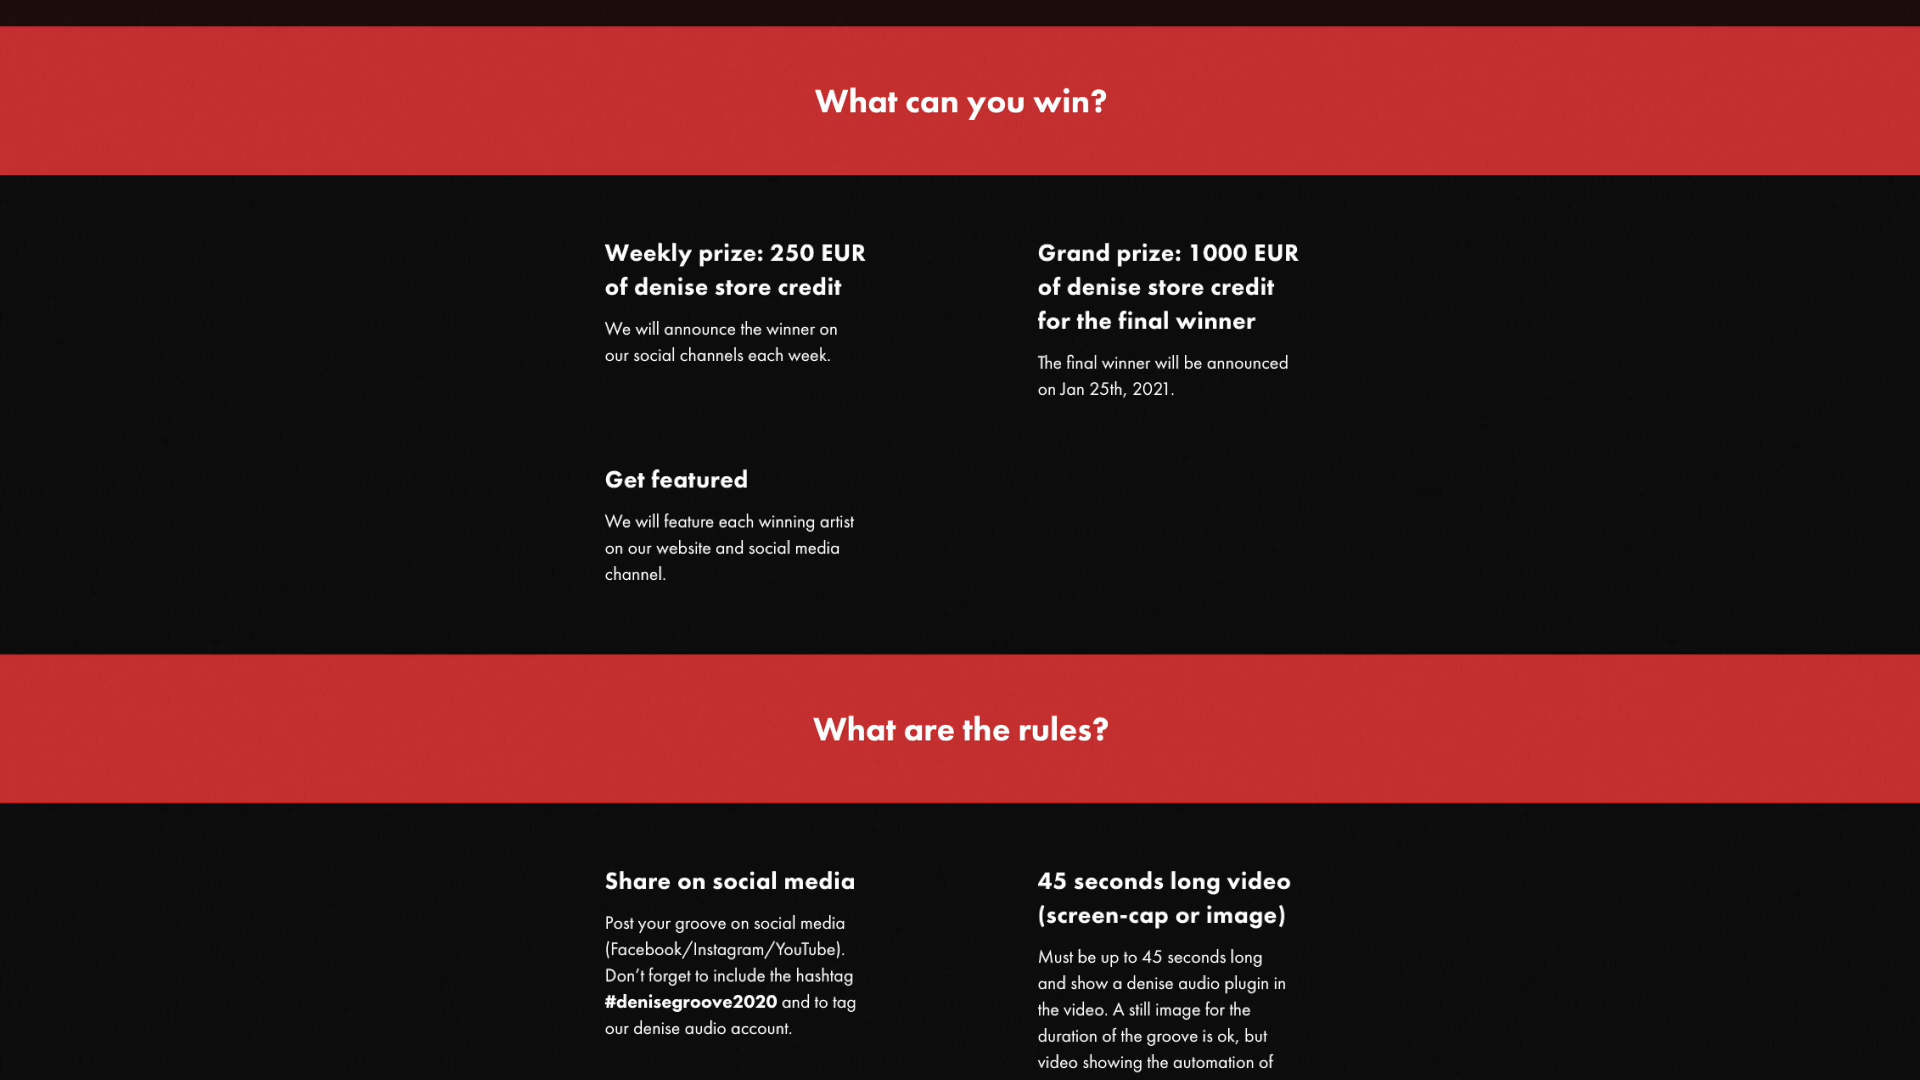 What can you win?
Weekly prize: 250 EUR
of denise store credit
We will announce the winner on
our social channels each week.
Grand prize: 1000 EUR
of denise store credit
for the final winner
The final winner will be announced
on Jan 25th, 2021.
Get featured
We will feature each winning artist
on our website and social media
channel.
What are the rules?
Share on social media
Post your groove on social media
(Facebook/Instagram/YouTube).
Don’t forget to include the hashtag
#denisegroove2020 and to tag
our denise audio account.
45 seconds long video
(screen-cap or image)
Must be up to 45 seconds long
and show a denise audio plugin in
the video. A still image for the
duration of the groove is ok, but
video showing the automation of